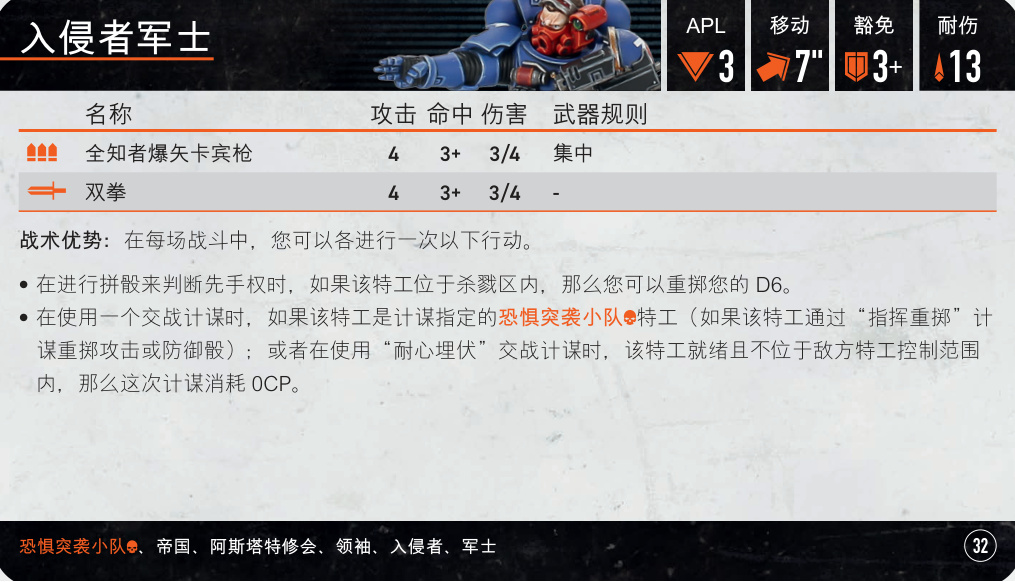 入侵者军士
APL 移动 豁免 耐伤
3 7" 3+ 13
名称 攻击 命中 伤害 武器规则
全知者爆矢卡宾枪 4 3+ 3/4 集中
双拳 4 3+ 3/4 -
战术优势：在每场战斗中，您可以各进行一次以下行动。
• 在进行拼骰来判断先手权时，如果该特工位于杀戮区内，那么您可以重掷您的 D6。
• 在使用一个交战计谋时，如果该特工是计谋指定的恐惧突袭小队特工（如果该特工通过“指挥重掷”计
谋重掷攻击或防御骰）；或者在使用“耐心埋伏”交战计谋时，该特工就绪且不位于敌方特工控制范围
内，那么这次计谋消耗 0CP。
恐惧突袭小队、帝国、阿斯塔特修会、领袖、入侵者、军士
32